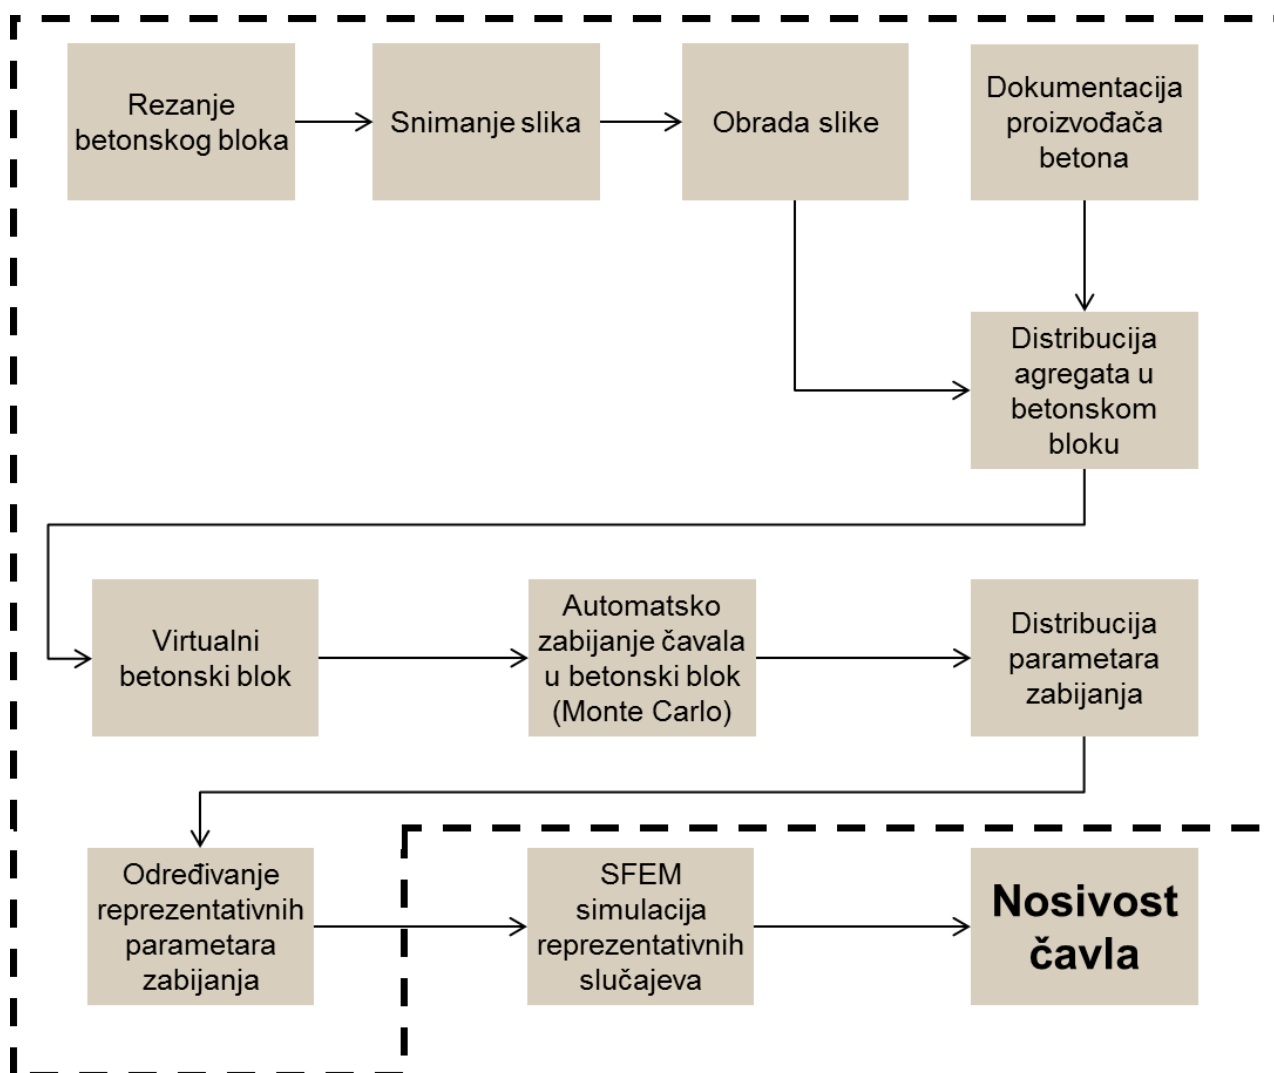 Rezanje
betonskog bloka
Snimanje slika
Obrada slike
Dokumentacija
proizvođača
betona
Distribucija
agregata u
betonskom
bloku
Virtualni
betonski blok
Automatsko
zabijanje čavala
u betonski blok
(Monte Carlo)
Distribucija
parametara
zabijanja
Određivanje
reprezentativnih
parametara
zabijanja
SFEM
simulacija
reprezentativnih
slučajeva
Nosivost
čavla